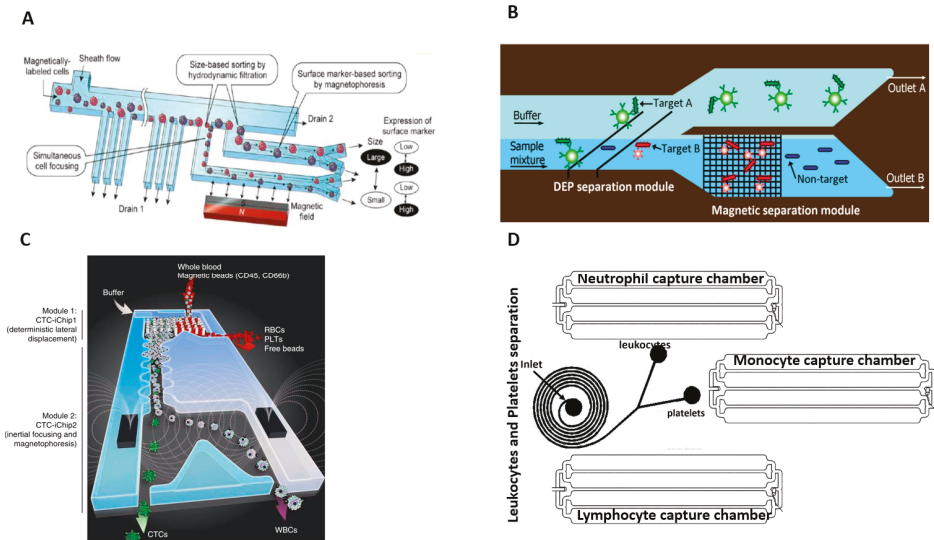 A
Magnetically-
labeled cells
Sheath flow
Size-based sorting by
hydrodynamic filtration
Surface marker-based sorting
by magnetophoresis
Drain 2
Expression of
surface marker
Size
Large
Small
Low
High
Low
High
Simultaneous
cell focusing
Drain 1
Magnetic
field
N
B
Target A
Outlet A
Buffer
Sample
mixture
Target B
Non-target
Outlet B
DEP separation module
Magnetic separation module
C
Whole blood
Magnetic beads (CD45, CD66b)
Buffer
Module 1:
CTC-iChip1
(deterministic lateral
displacement)
RBCs
PLTs
Free beads
Module 2:
CTC-iChip2
(inertial focusing and
magnetophoresis)
CTCs
WBCs
D
Leukocytes and Platelets separation
Neutrophil capture chamber
leukocytes
Inlet
Monocyte capture chamber
platelets
Lymphocyte capture chamber